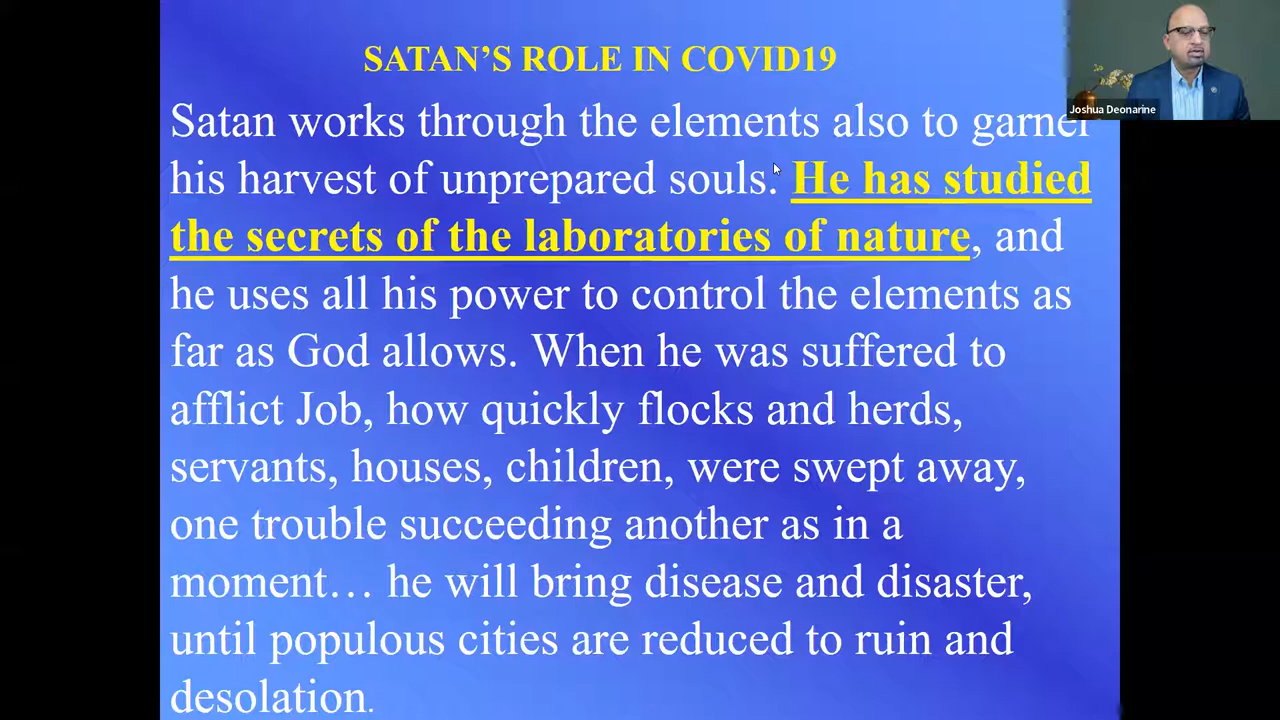 SATAN'S ROLE IN COVID19
Joshua Deonarine
Satan works through the elements also to garner
his harvest of unprepared souls. He has studied
the secrets of the laboratories of nature, and
he uses all his power to control the elements as
far as God allows. When he was suffered to
afflict Job, how quickly flocks and herds,
servants, houses, children, were swept away,
one trouble succeeding another as in a
moment… he will bring disease and disaster,
until populous cities are reduced to ruin and
desolation.